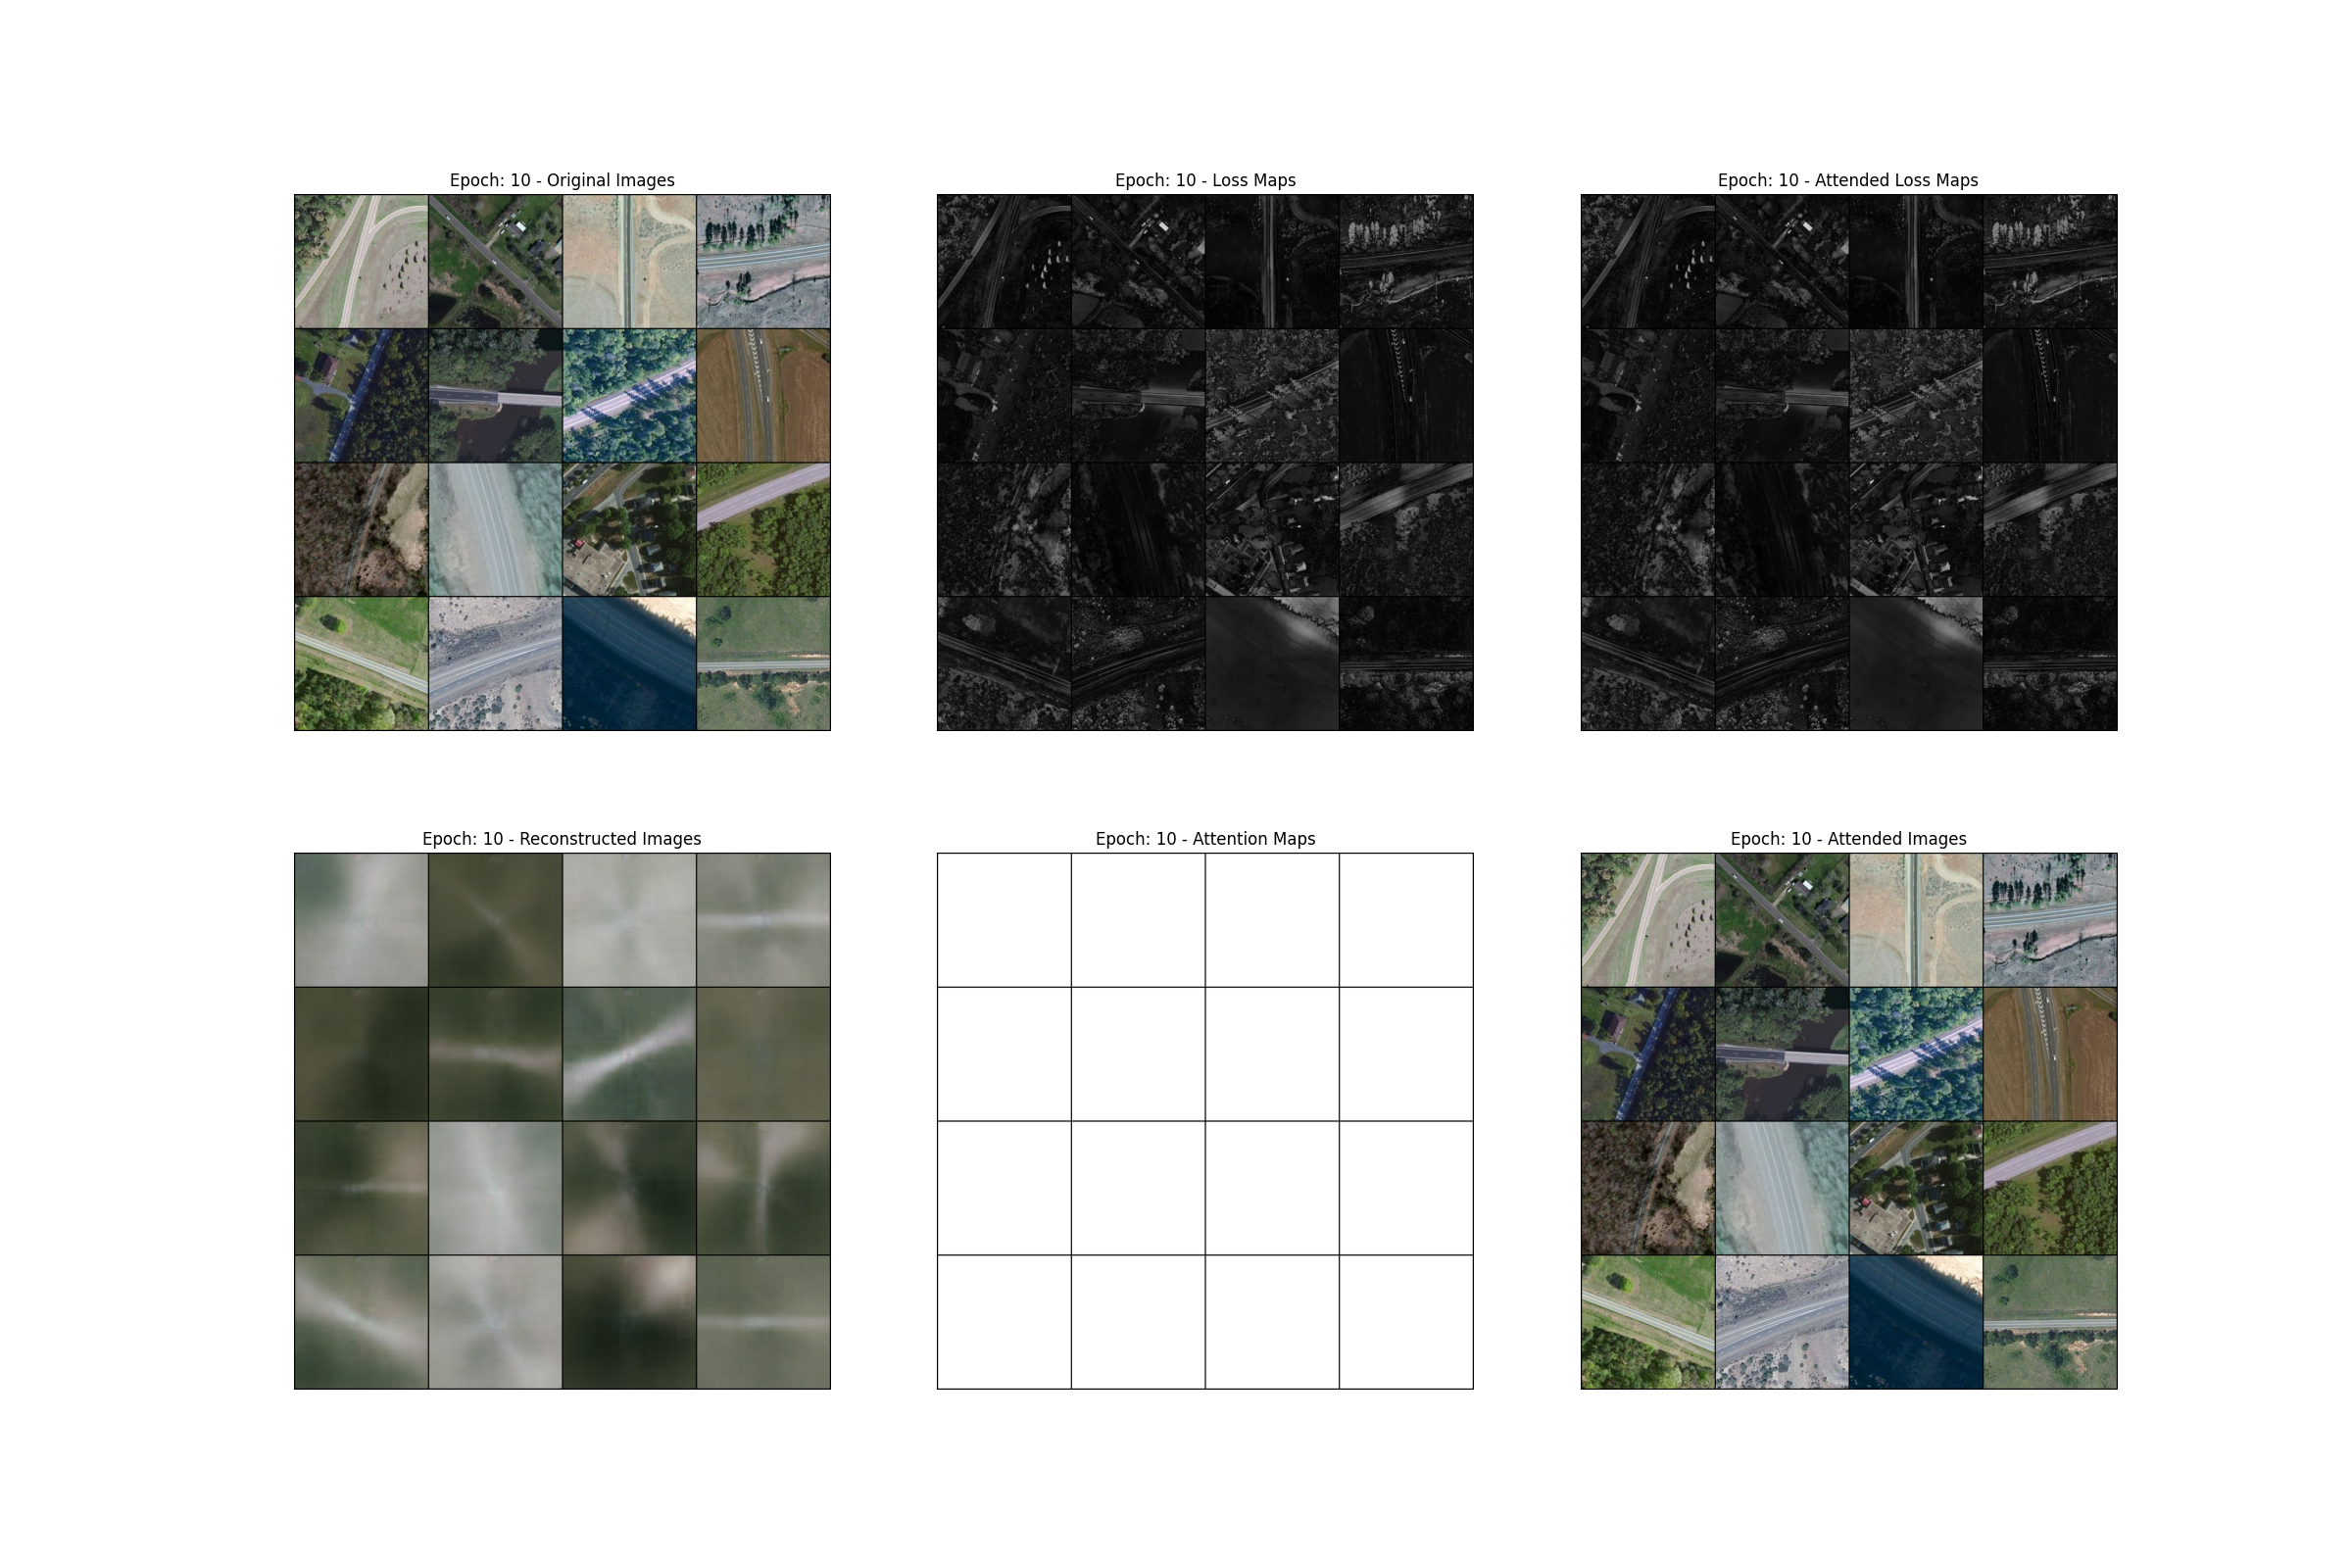 Epoch: 10 - Original Images
Epoch: 10 - Loss Maps
Epoch: 10 - Attended Loss Maps
Epoch: 10 - Reconstructed Images
Epoch: 10 - Attention Maps
Epoch: 10 - Attended Images